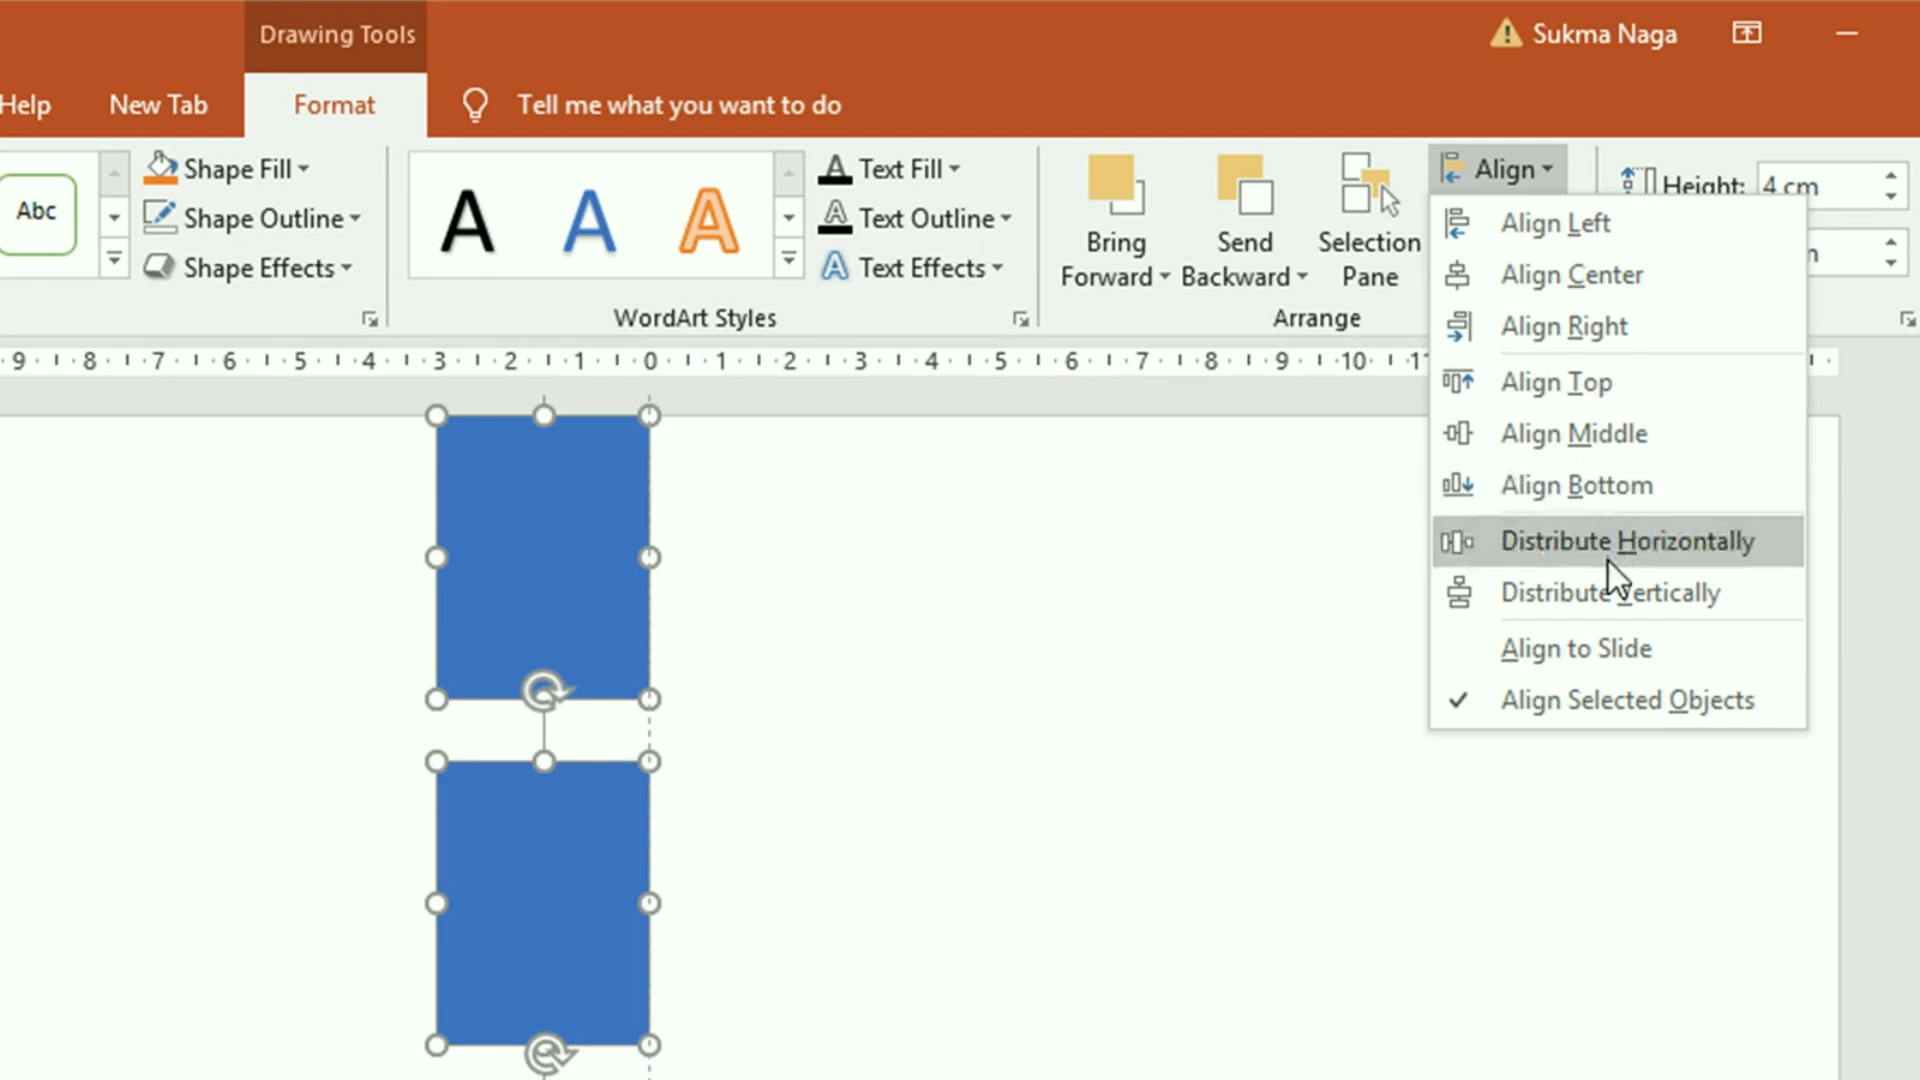 Drawing Tools
Sukma Naga
Help
New Tab
Format
Tell me what you want to do
Abc
Shape Fill
Shape Outline
Shape Effects
A A A
Text Fill
Text Outline
Text Effects
WordArt Styles
Bring
Forward
Send
Backward
Selection
Pane
Arrange
Align
Height: 4 cm
Align Left
Align Center
Align Right
Align Top
Align Middle
Align Bottom
Distribute Horizontally
Distribute Vertically
Align to Slide
Align Selected Objects
9 8 7 6 5 4 3 2 1 0 1 2 3 4 5 6 7 8 9 10 11